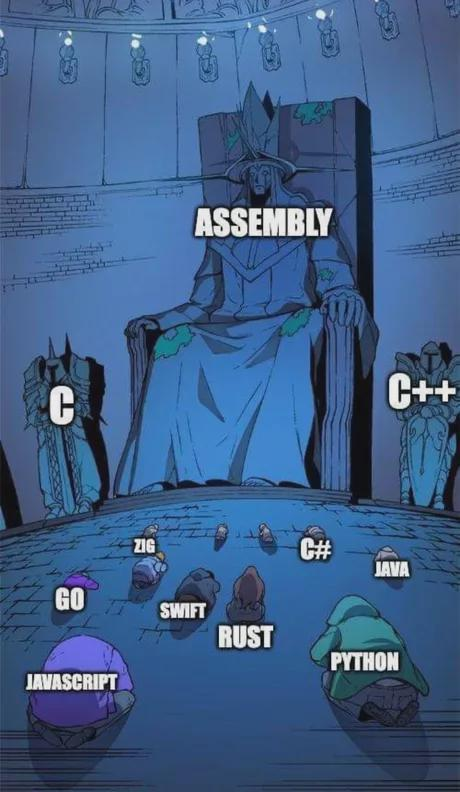 ASSEMBLY
C
C++
ZIG
C#
JAVA
GO
SWIFT
RUST
PYTHON
JAVASCRIPT